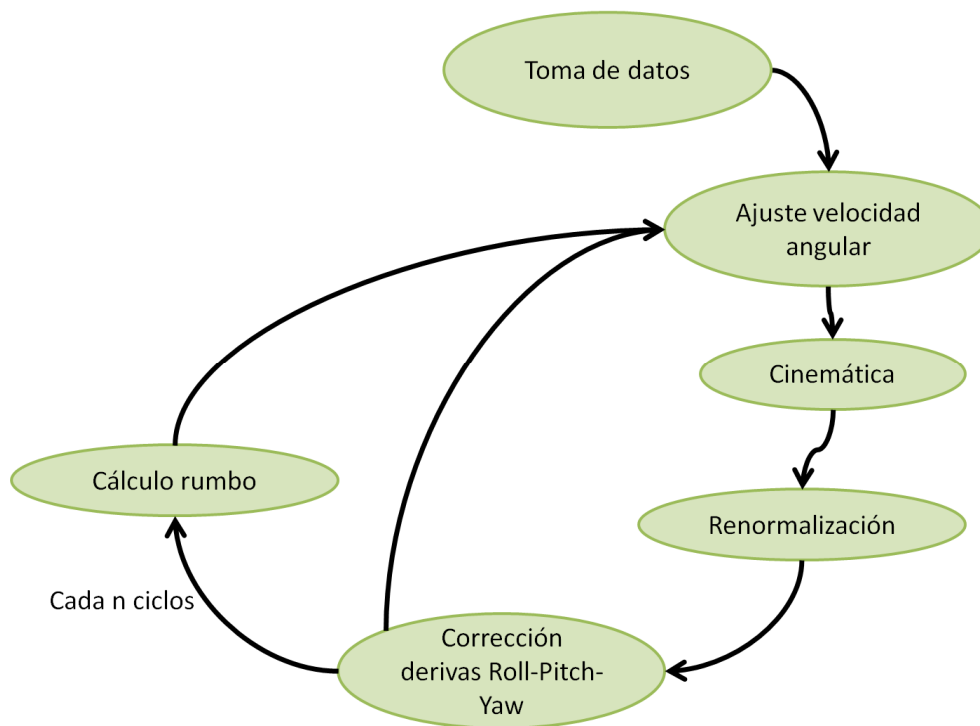 Toma de datos
Ajuste velocidad
angular
Cinemática
Renormalización
Corrección
derivas Roll-Pitch-
Yaw
Cada n ciclos
Cálculo rumbo